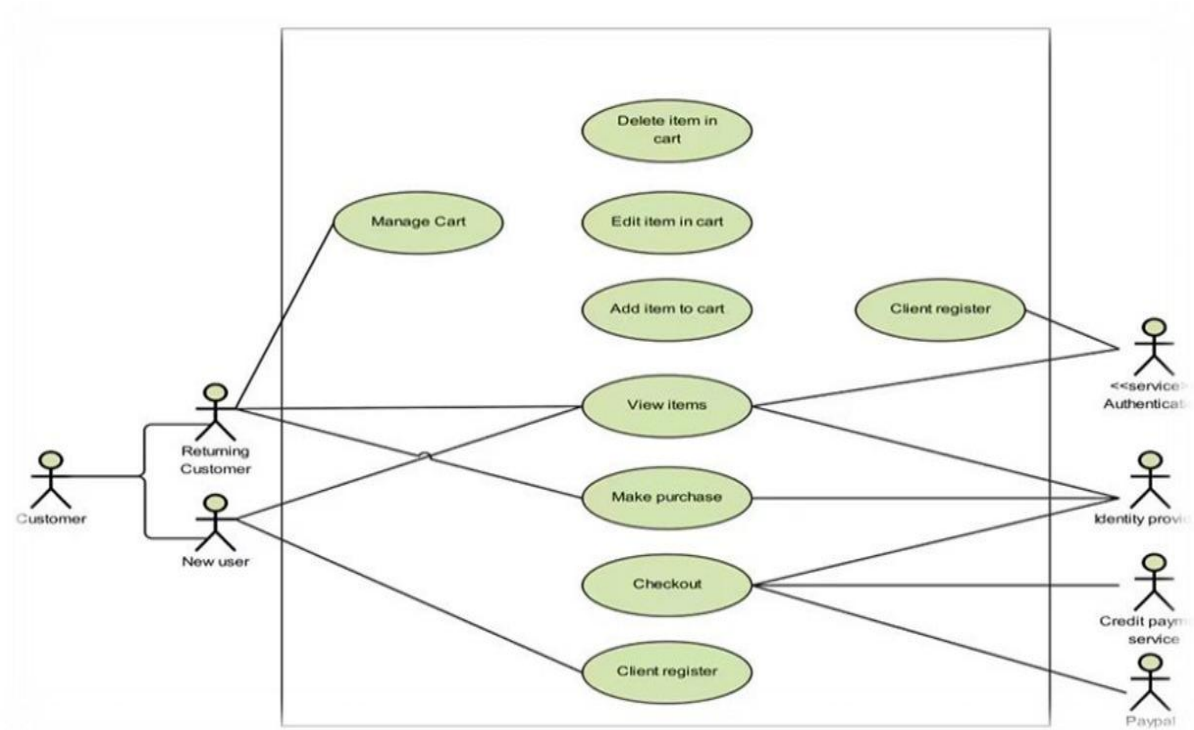 Delete item in
cart
Manage Cart
Edit item in cart
Add item to cart
Client register
<<service>
Authenticat
View items
Returning
Customer
Customer
Make purchase
Identity provi
New user
Checkout
Credit paym
service
Client register
Paypal